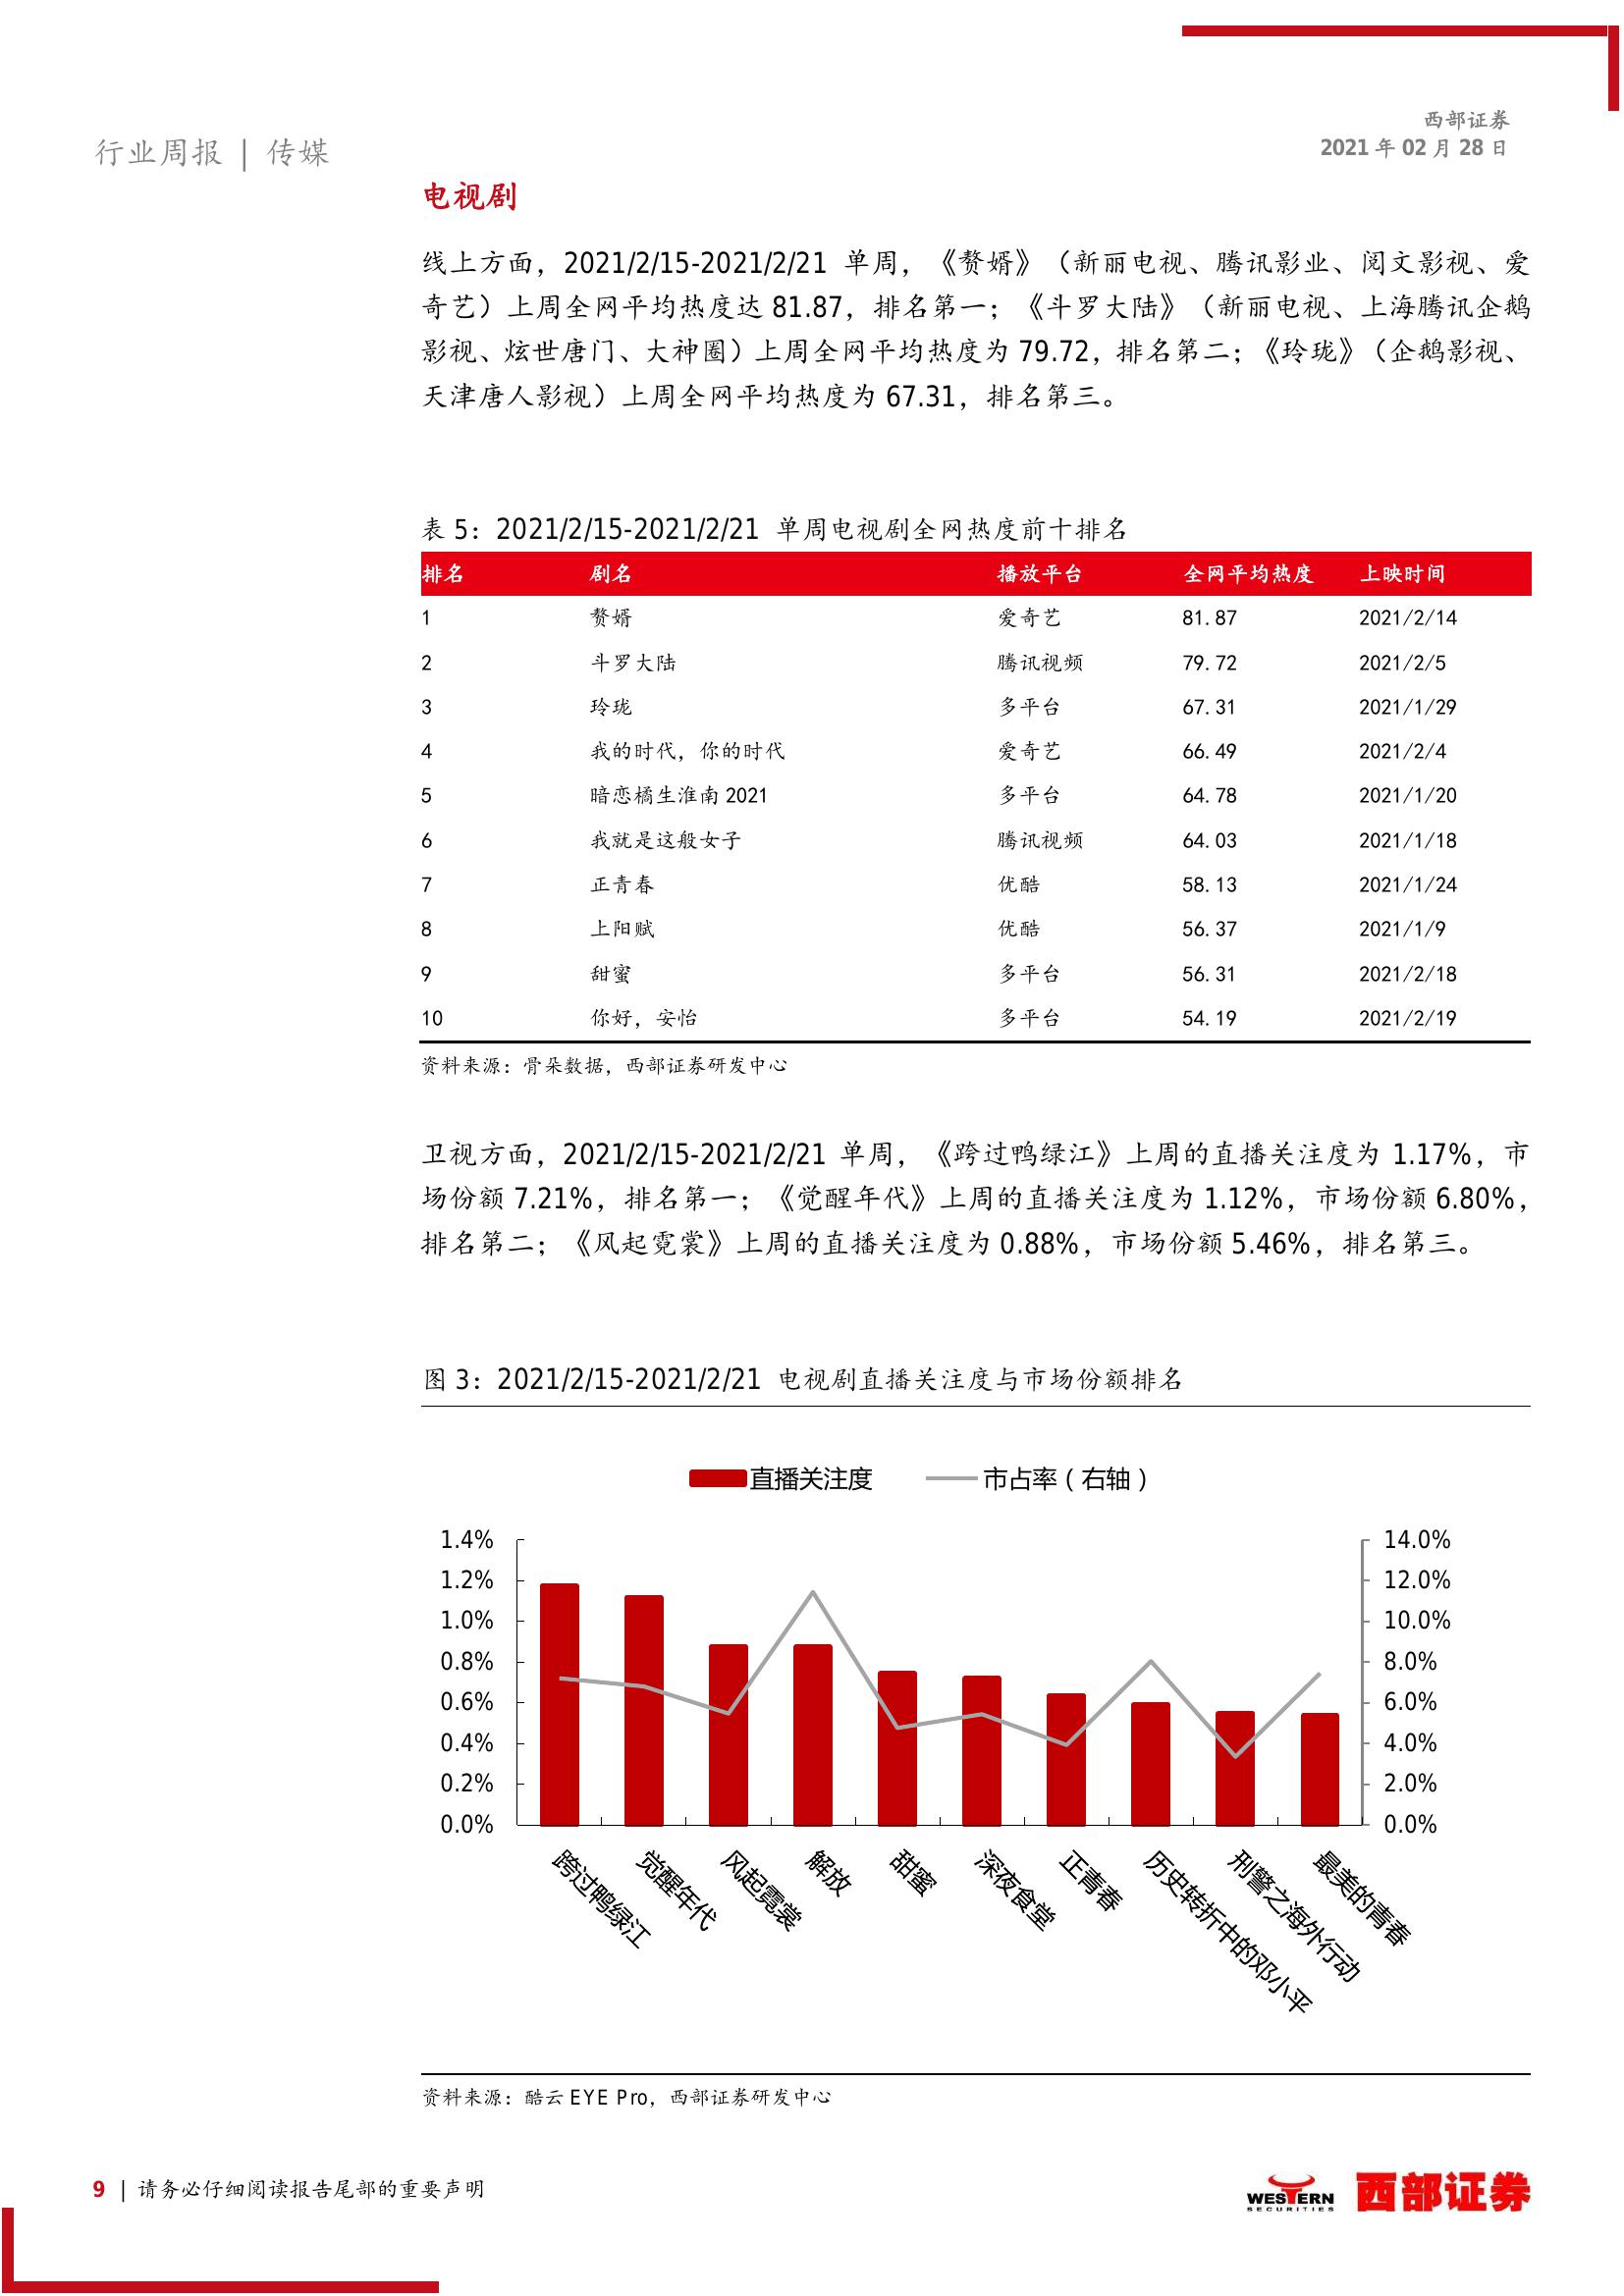 西部证券
行业周报 | 传媒
2021 年 02 月 28 日
电视剧
线上方面，2021/2/15-2021/2/21 单周，《赘婿》（新丽电视、腾讯影业、阅文影视、爱
奇艺）上周全网平均热度达 81.87，排名第一；《斗罗大陆》（新丽电视、上海腾讯企鹅
影视、炫世唐门、大神圈）上周全网平均热度为 79.72，排名第二；《玲珑》（企鹅影视、
天津唐人影视）上周全网平均热度为 67.31，排名第三。
表 5：2021/2/15-2021/2/21 单周电视剧全网热度前十排名
排名 剧名 播放平台 全网平均热度 上映时间
1 赘婿 爱奇艺 81.87 2021/2/14
2 斗罗大陆 腾讯视频 79.72 2021/2/5
3 玲珑 多平台 67.31 2021/1/29
4 我的时代，你的时代 爱奇艺 66.49 2021/2/4
5 暗恋橘生淮南 2021 多平台 64.78 2021/1/20
6 我就是这般女子 腾讯视频 64.03 2021/1/18
7 正青春 优酷 58.13 2021/1/24
8 上阳赋 优酷 56.37 2021/1/9
9 甜蜜 多平台 56.31 2021/2/18
10 你好，安怡 多平台 54.19 2021/2/19
资料来源：骨朵数据，西部证券研发中心
卫视方面，2021/2/15-2021/2/21 单周，《跨过鸭绿江》上周的直播关注度为 1.17%，市
场份额 7.21%，排名第一；《觉醒年代》上周的直播关注度为 1.12%，市场份额 6.80%，
排名第二；《风起霓裳》上周的直播关注度为 0.88%，市场份额 5.46%，排名第三。
图 3：2021/2/15-2021/2/21 电视剧直播关注度与市场份额排名
直播关注度 市占率（右轴）
1.4% 14.0%
1.2% 12.0%
1.0% 10.0%
0.8% 8.0%
0.6% 6.0%
0.4% 4.0%
0.2% 2.0%
0.0% 0.0%
跨过鸭绿江
觉醒年代
风起霓裳
解放
甜蜜
深夜食堂
正青春
历史转折中的邓小平
刑警之海外行动
最美的青春
资料来源：酷云 EYE Pro，西部证券研发中心
9 | 请务必仔细阅读报告尾部的重要声明
WESTERN
SECURITIES
西部证券